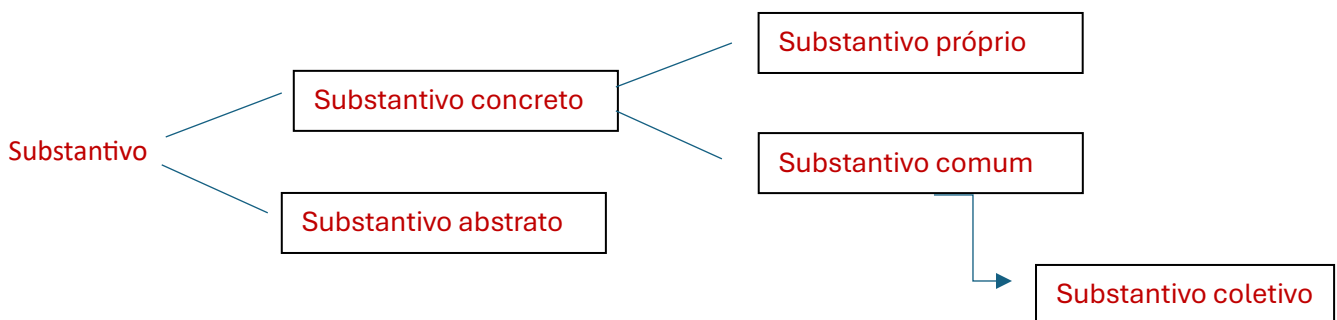 Substantivo próprio
Substantivo concreto
Substantivo
Substantivo comum
Substantivo abstrato
Substantivo coletivo